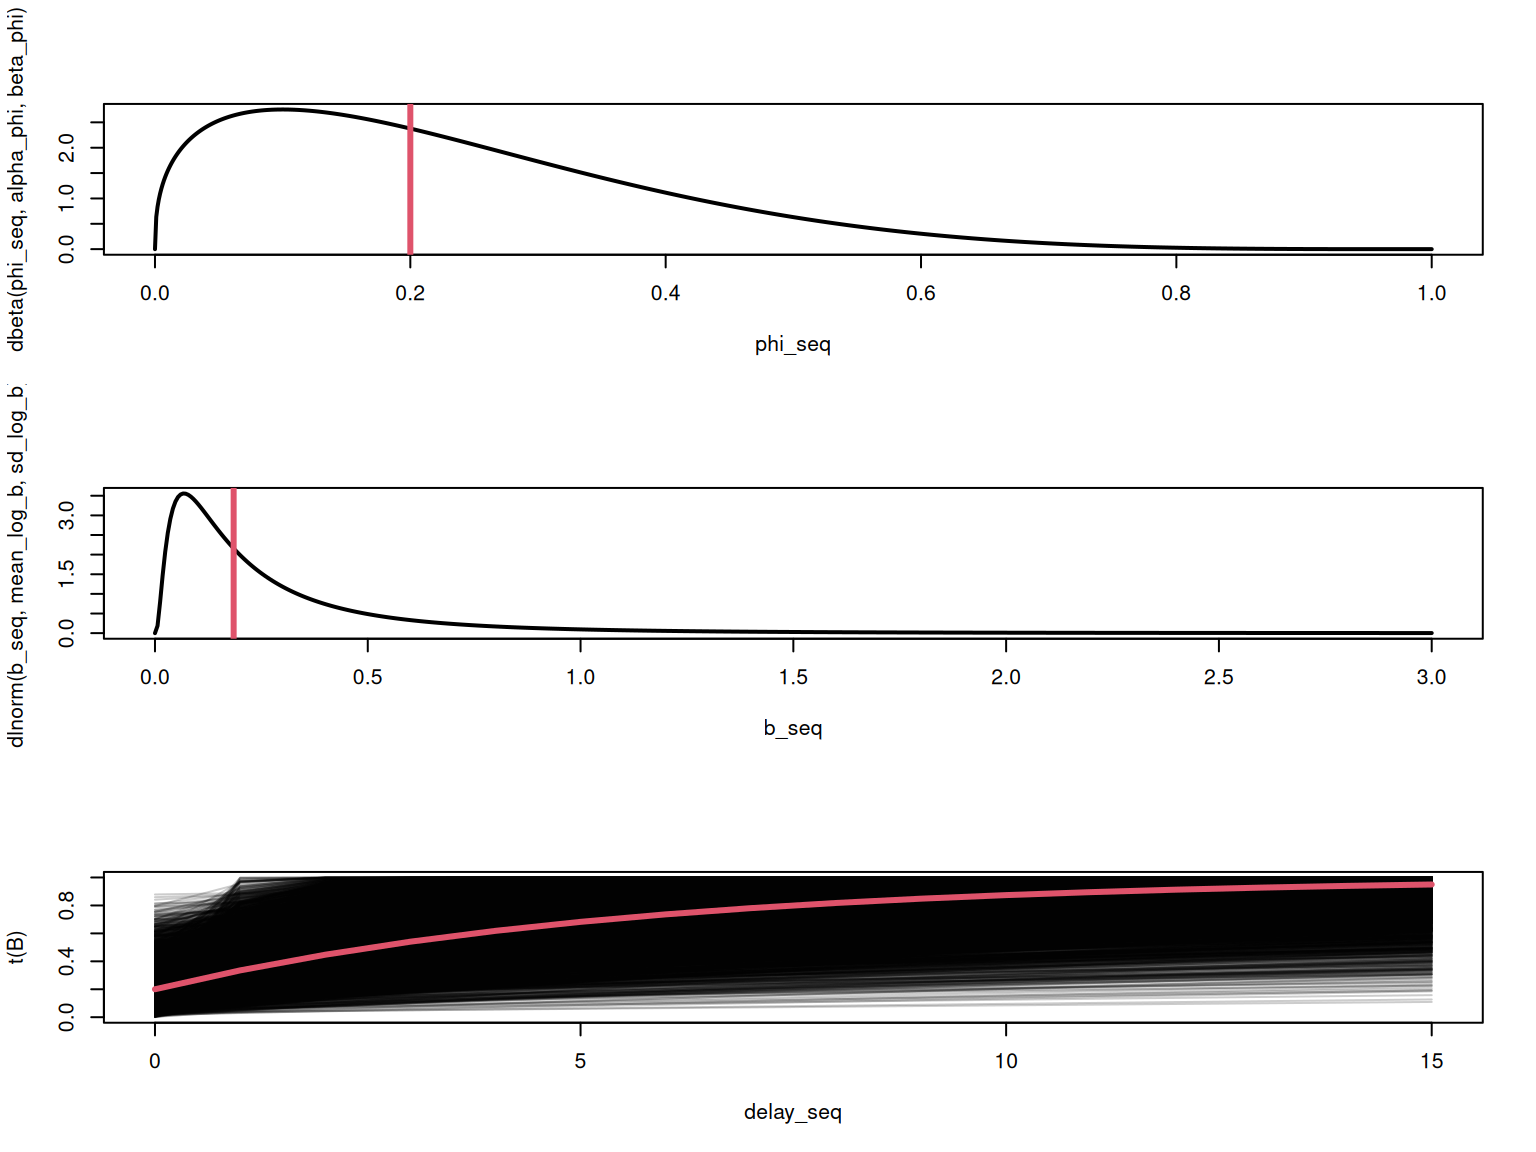 dbeta(phi_seq, alpha_phi, beta_phi)
0.0 1.0 2.0
0.0 0.2 0.4 0.6 0.8 1.0
phi_seq
dlnorm(b_seq, mean_log_b, sd_log_b
0.0 1.5 3.0
0.0 0.5 1.0 1.5 2.0 2.5 3.0
b_seq
t(B)
0.0 0.4 0.8
0 5 10 15
delay_seq